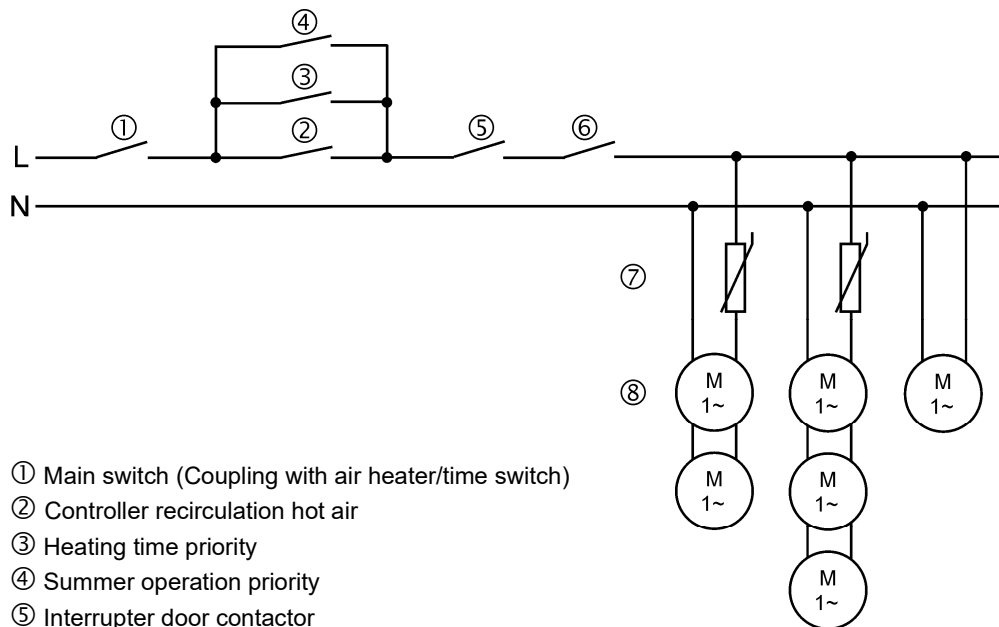 ④
③
① ② ⑤ ⑥
L
N
⑦
⑧ M 1~ M 1~ M 1~
M 1~ M 1~
M 1~
① Main switch (Coupling with air heater/time switch)
② Controller recirculation hot air
③ Heating time priority
④ Summer operation priority
⑤ Interrupter door contactor